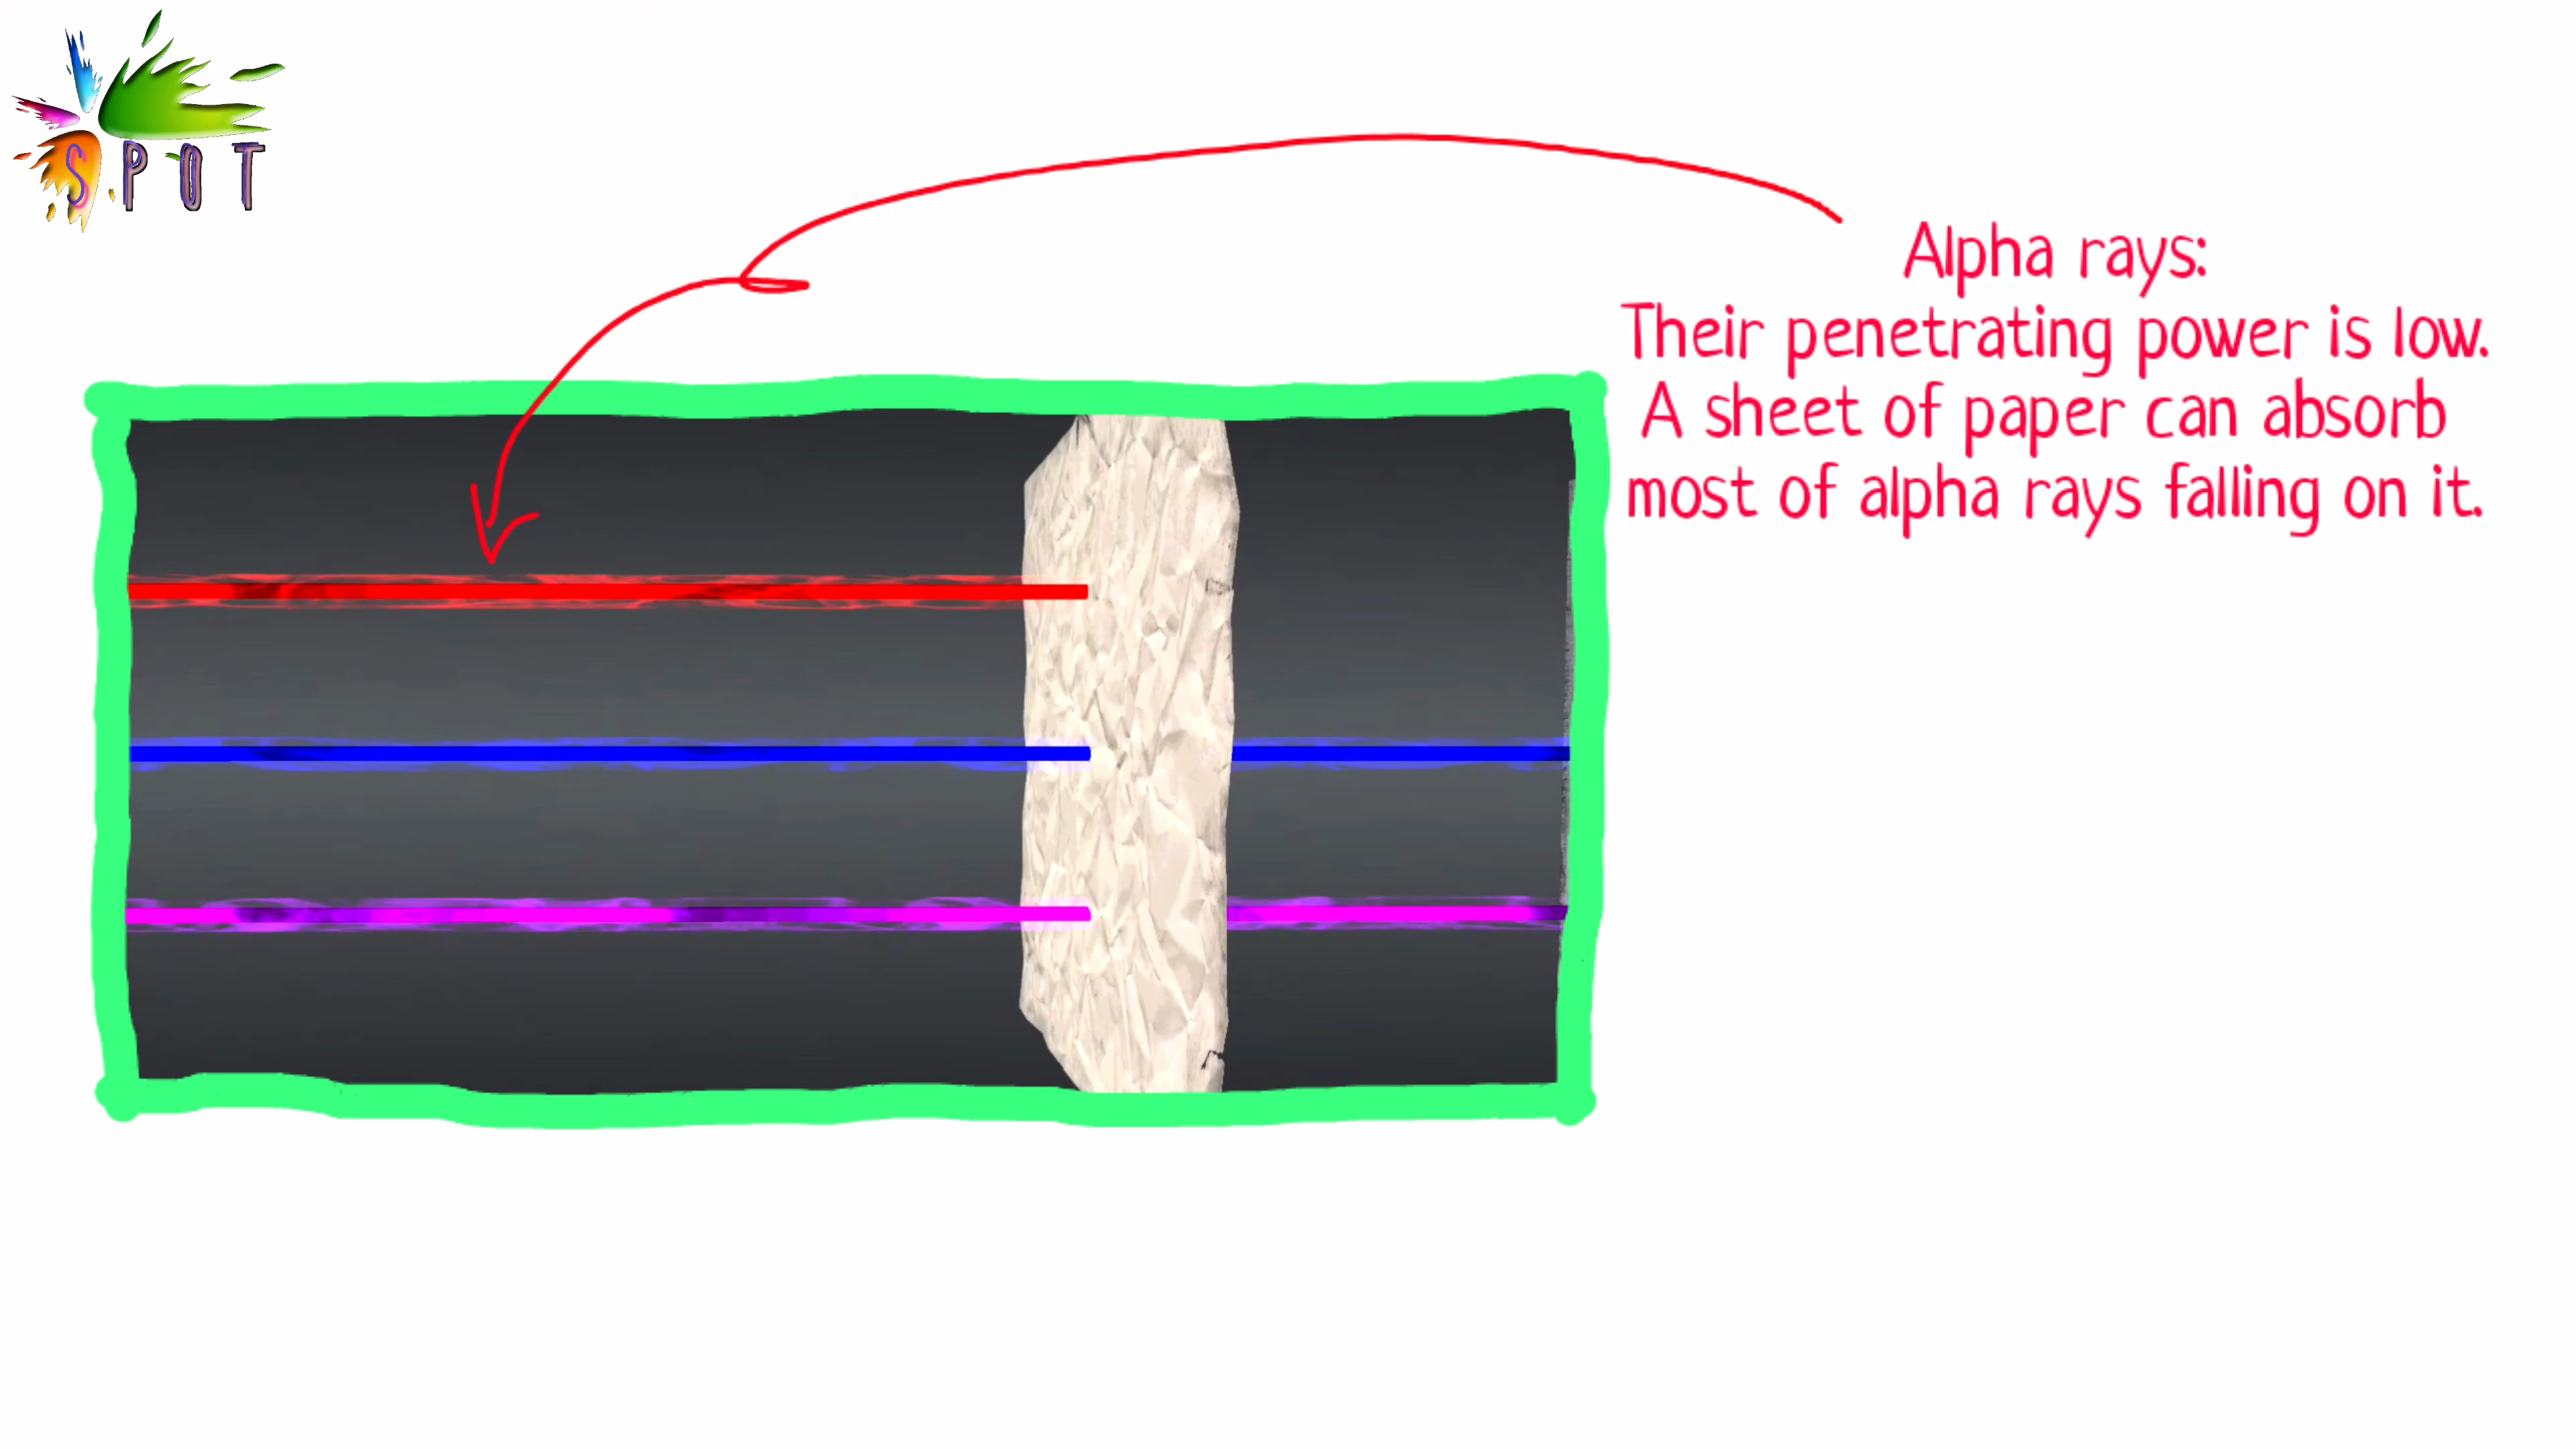 SPOT
Alpha rays:
Their penetrating power is low.
A sheet of paper can absorb
most of alpha rays falling on it.